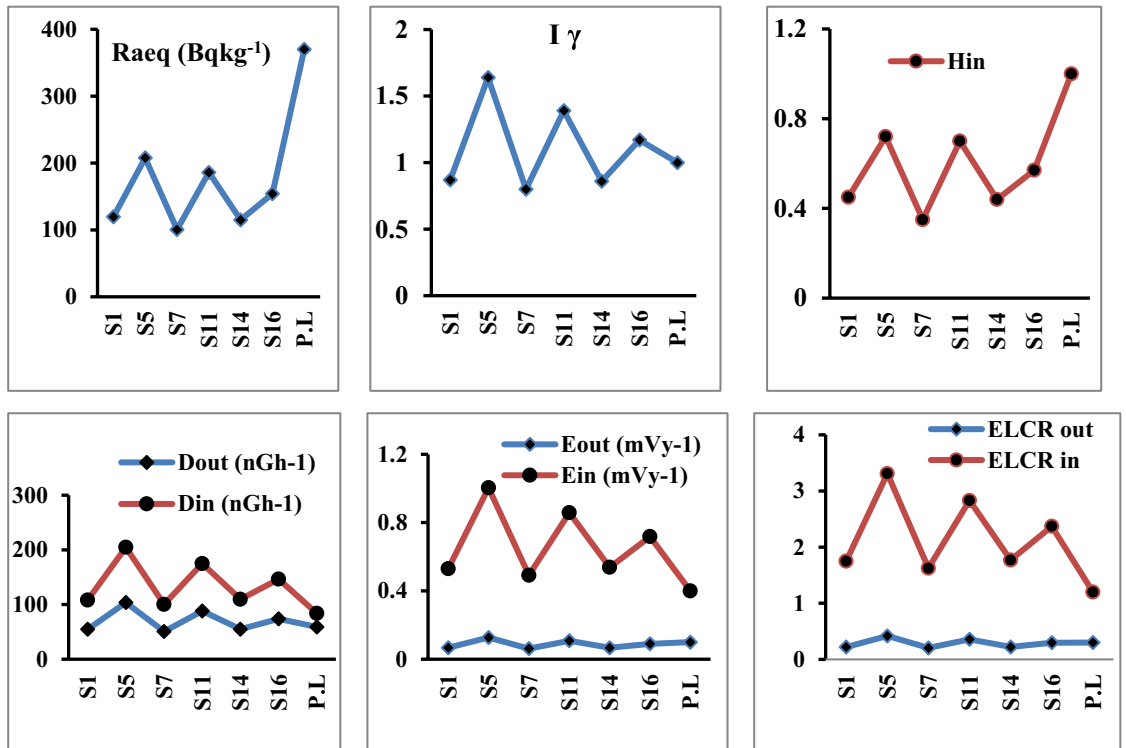 Raeq (Bqkg⁻¹)
400
300
200
100
0
S1 S5 S7 S11 S14 S16 P.L
I γ
2
1.5
1
0.5
0
S1 S5 S7 S11 S14 S16 P.L
Hin
1.2
0.8
0.4
0
S1 S5 S7 S11 S14 S16 P.L
Dout (nGh-1)
Din (nGh-1)
300
200
100
0
S1 S5 S7 S11 S14 S16 P.L
Eout (mVy-1)
Ein (mVy-1)
1.2
0.8
0.4
0
S1 S5 S7 S11 S14 S16 P.L
ELCR out
ELCR in
4
3
2
1
0
S1 S5 S7 S11 S14 S16 P.L